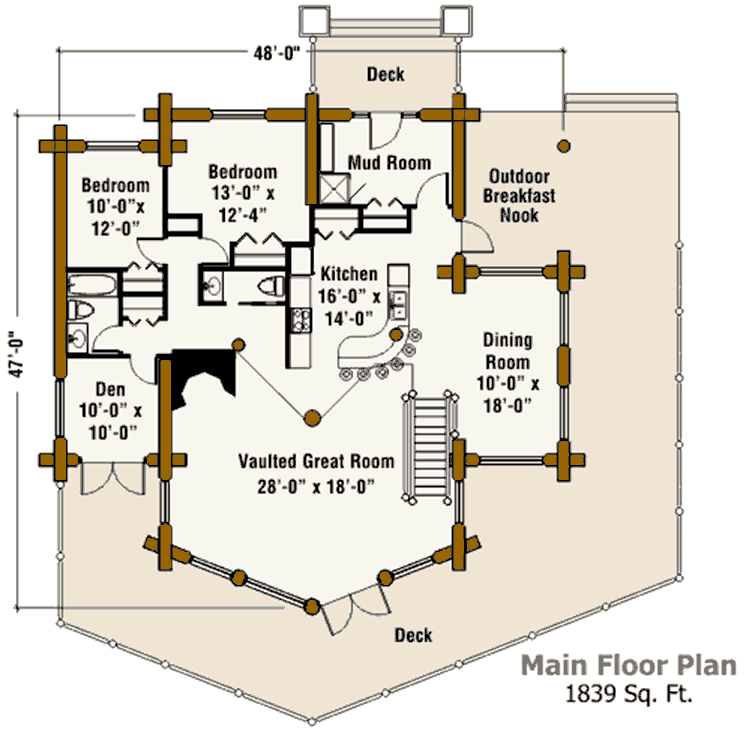 48'-0"
Deck
Mud Room
Bedroom
13'-0" x
12'-4"
Bedroom
10'-0"x
12'-0"
Outdoor
Breakfast
Nook
Kitchen
16'-0" x
14'-0"
47'-0"
Dining
Room
10'-0" x
18'-0"
Den
10'-0" x
10'-0"
Vaulted Great Room
28'-0" x 18'-0"
Deck
Main Floor Plan
1839 Sq. Ft.